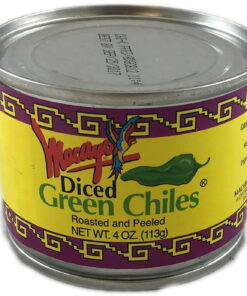 Macayo
Diced
Green Chiles®
Roasted and Peeled
NET WT. 4 OZ. (113g)